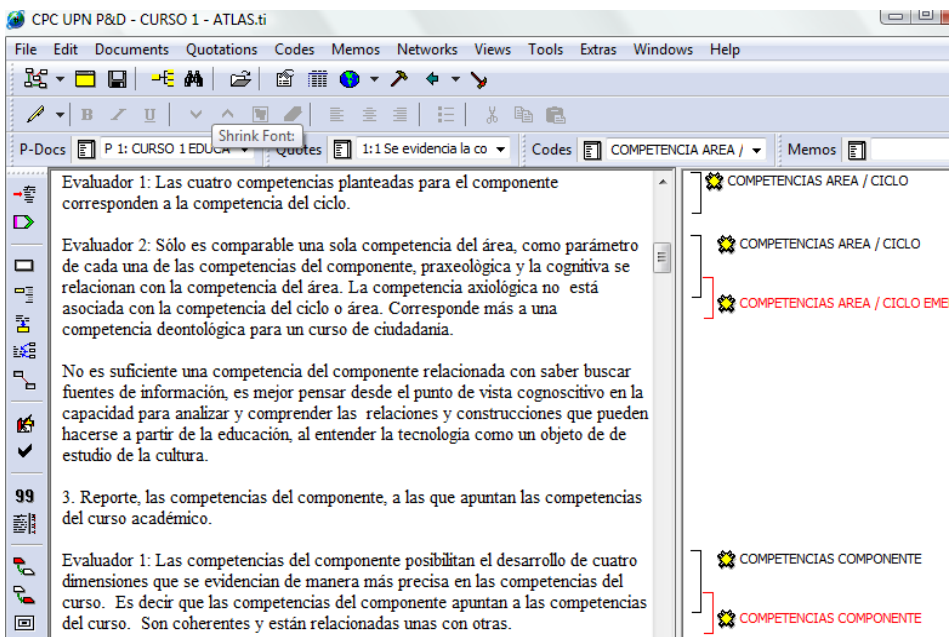 CPC UPN P&D - CURSO 1 - ATLAS.ti
File Edit Documents Quotations Codes Memos Networks Views Tools Extras Windows Help
B I U
Shrink Font:
P-Docs P 1: CURSO 1 EDUCA Quotes 1:1 Se evidencia la co Codes COMPETENCIA AREA / Memos
Evaluador 1: Las cuatro competencias planteadas para el componente
corresponden a la competencia del ciclo.
COMPETENCIAS AREA / CICLO
Evaluador 2: Sólo es comparable una sola competencia del área, como parámetro
de cada una de las competencias del componente, praxeològica y la cognitiva se
relacionan con la competencia del área. La competencia axiológica no está
asociada con la competencia del ciclo o área. Corresponde más a una
competencia deontológica para un curso de ciudadanía.
COMPETENCIAS AREA / CICLO
COMPETENCIAS AREA / CICLO EME
No es suficiente una competencia del componente relacionada con saber buscar
fuentes de información, es mejor pensar desde el punto de vista cognoscitivo en la
capacidad para analizar y comprender las relaciones y construcciones que pueden
hacerse a partir de la educación, al entender la tecnología como un objeto de de
estudio de la cultura.
99
3. Reporte, las competencias del componente, a las que apuntan las competencias
del curso académico.
Evaluador 1: Las competencias del componente posibilitan el desarrollo de cuatro
dimensiones que se evidencian de manera más precisa en las competencias del
curso. Es decir que las competencias del componente apuntan a las competencias
del curso. Son coherentes y están relacionadas unas con otras.
COMPETENCIAS COMPONENTE
COMPETENCIAS COMPONENTE